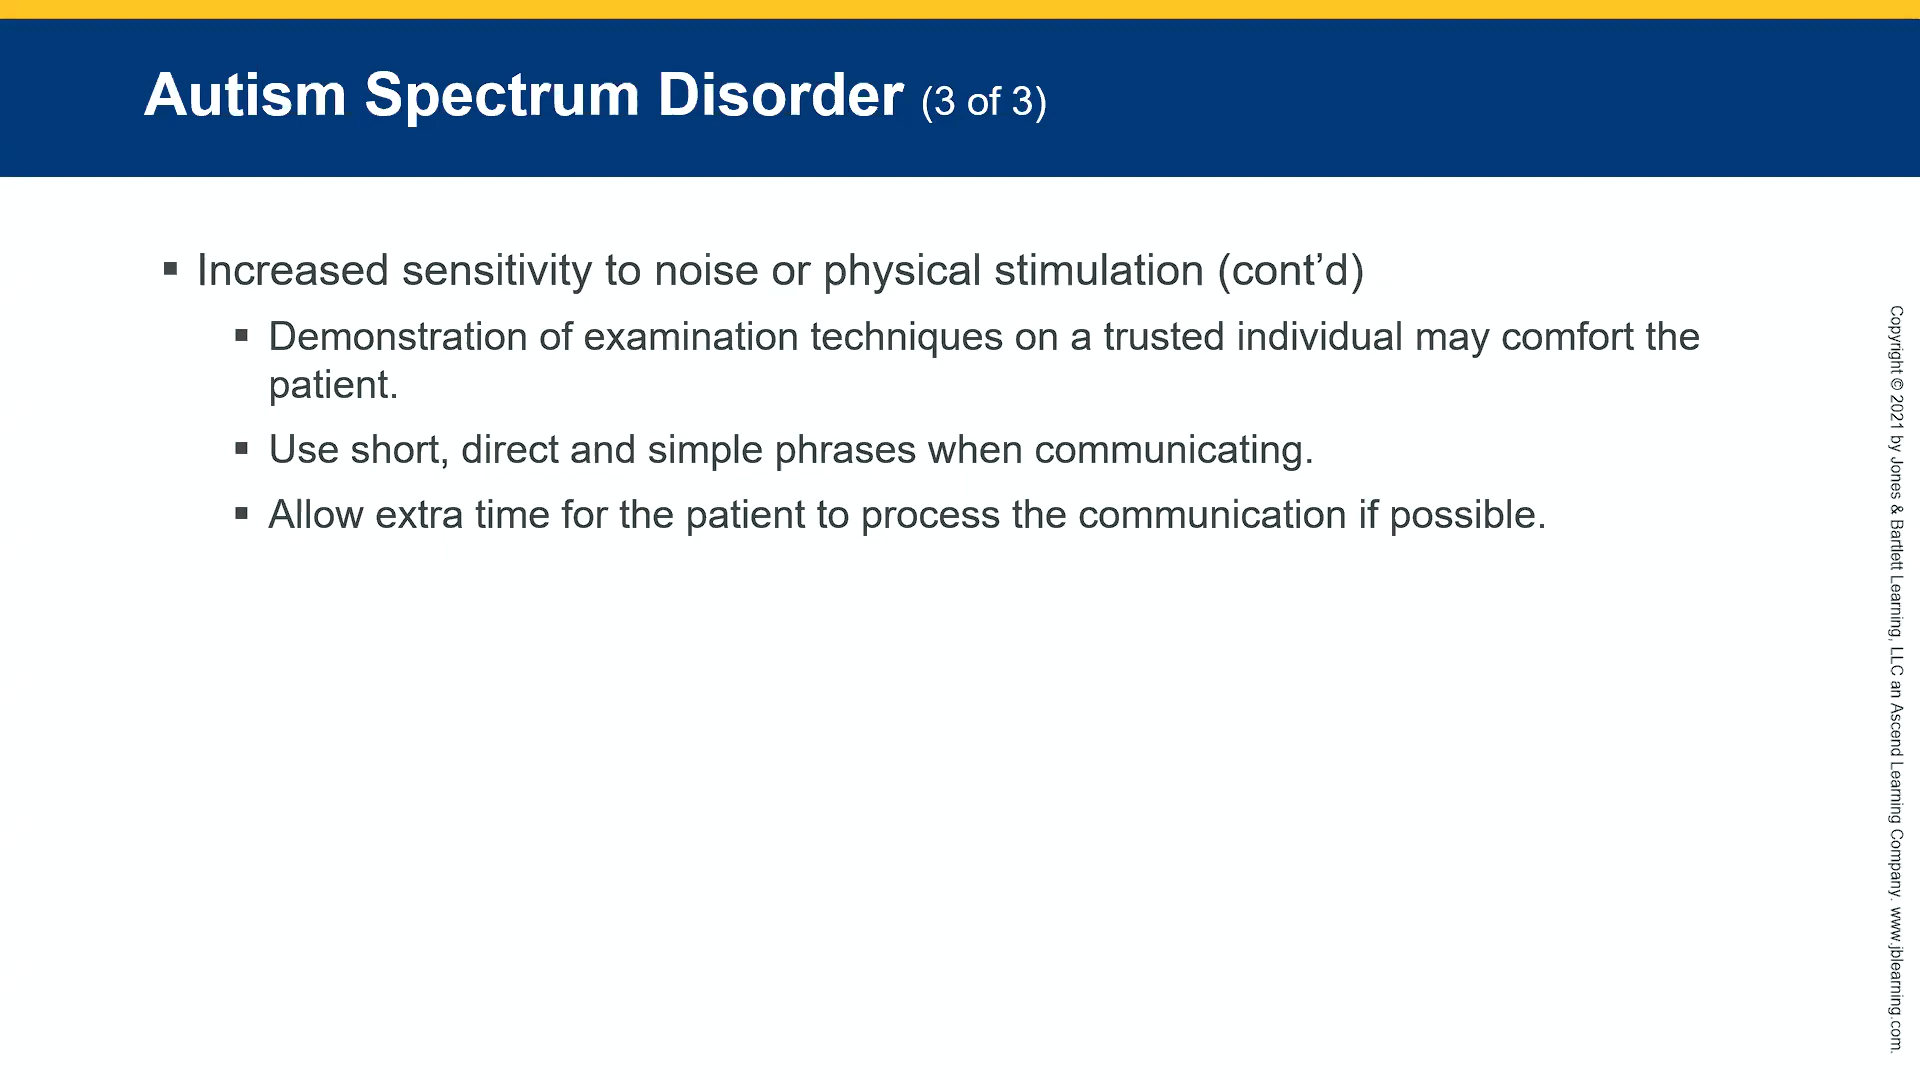 Autism Spectrum Disorder (3 of 3)
▪ Increased sensitivity to noise or physical stimulation (cont’d)
▪ Demonstration of examination techniques on a trusted individual may comfort the
patient.
▪ Use short, direct and simple phrases when communicating.
▪ Allow extra time for the patient to process the communication if possible.
Copyright © 2021 by Jones & Bartlett Learning, LLC an Ascend Learning Company. www.jblearning.com.